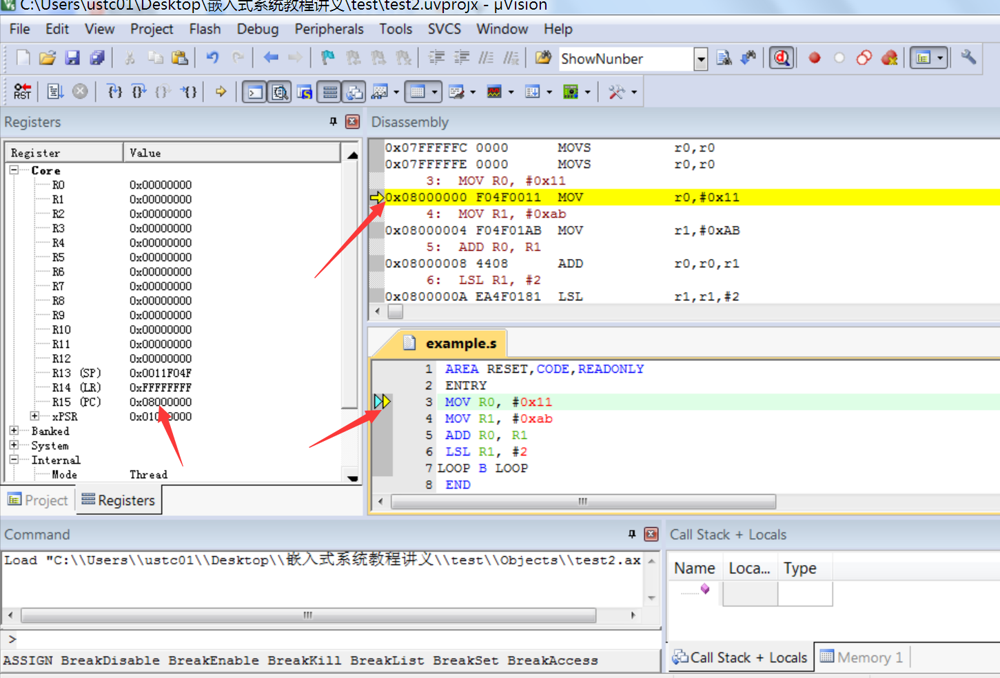 C:\Users\ustc01\Desktop\嵌入式系统教程讲义\test\test2.uvprojx - µVision
File Edit View Project Flash Debug Peripherals Tools SVCS Window Help
ShowNunber
RST
Registers
Register Value
Core
R0 0x00000000
R1 0x00000000
R2 0x00000000
R3 0x00000000
R4 0x00000000
R5 0x00000000
R6 0x00000000
R7 0x00000000
R8 0x00000000
R9 0x00000000
R10 0x00000000
R11 0x00000000
R12 0x00000000
R13 (SP) 0x0011F04F
R14 (LR) 0xFFFFFFFF
R15 (PC) 0x08000000
xPSR
Banked
System
Internal
Mode Thread
Project Registers
Disassembly
0x07FFFFFC 0000 MOVS r0,r0
0x07FFFFFE 0000 MOVS r0,r0
3: MOV R0, #0x11
0x08000000 F04F0011 MOV r0,#0x11
4: MOV R1, #0xab
0x08000004 F04F01AB MOV r1,#0xAB
5: ADD R0, R1
0x08000008 4408 ADD r0,r0,r1
6: LSL R1, #2
0x0800000A EA4F0181 LSL r1,r1,#2
example.s
1 AREA RESET,CODE,READONLY
2 ENTRY
3 MOV R0, #0x11
4 MOV R1, #0xab
5 ADD R0, R1
6 LSL R1, #2
7 LOOP B LOOP
8 END
Command
Load "C:\\Users\\ustc01\\Desktop\\嵌入式系统教程讲义\\test\\Objects\\test2.ax
>
ASSIGN BreakDisable BreakEnable BreakKill BreakList BreakSet BreakAccess
Call Stack + Locals
Name Loca... Type
Call Stack + Locals Memory 1